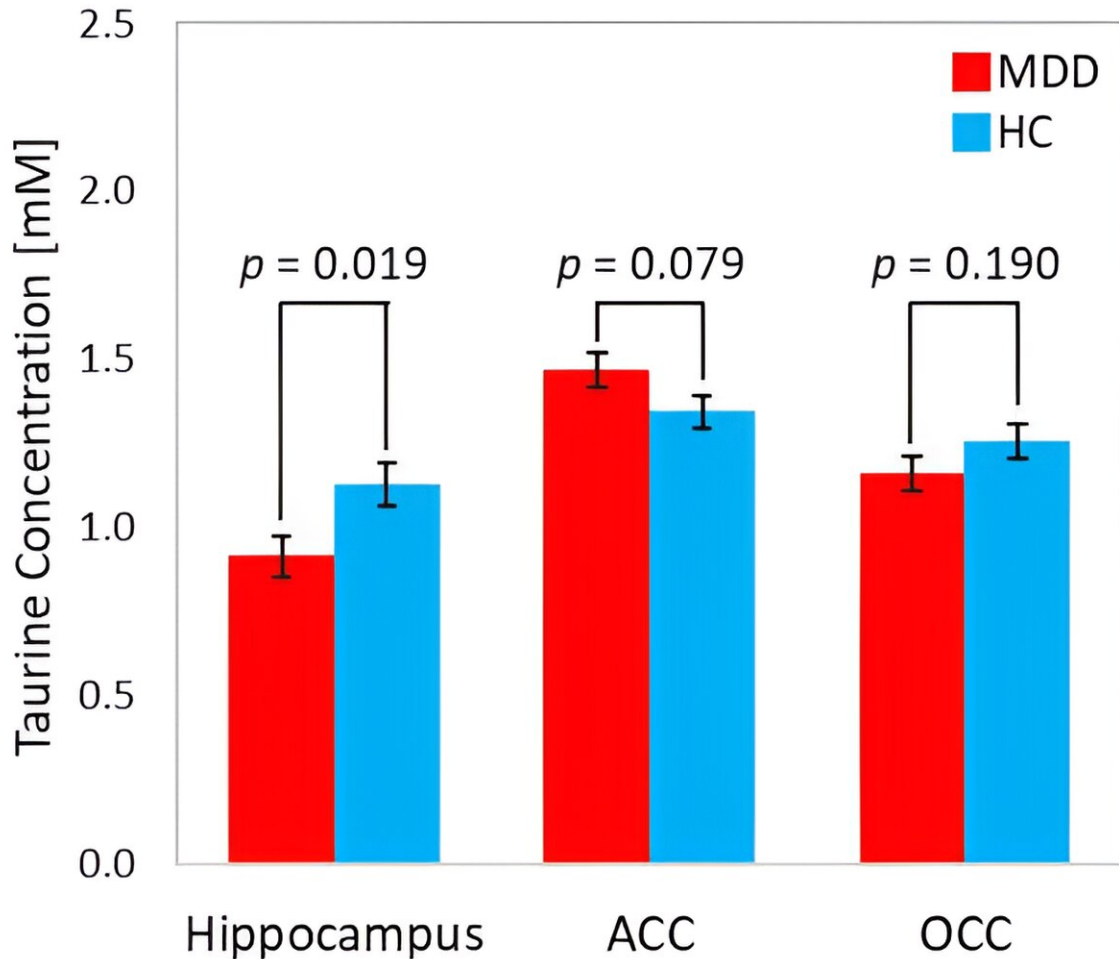 Taurine Concentration [mM]
2.5
2.0
1.5
1.0
0.5
0.0
MDD
HC
p = 0.019
p = 0.079
p = 0.190
Hippocampus
ACC
OCC